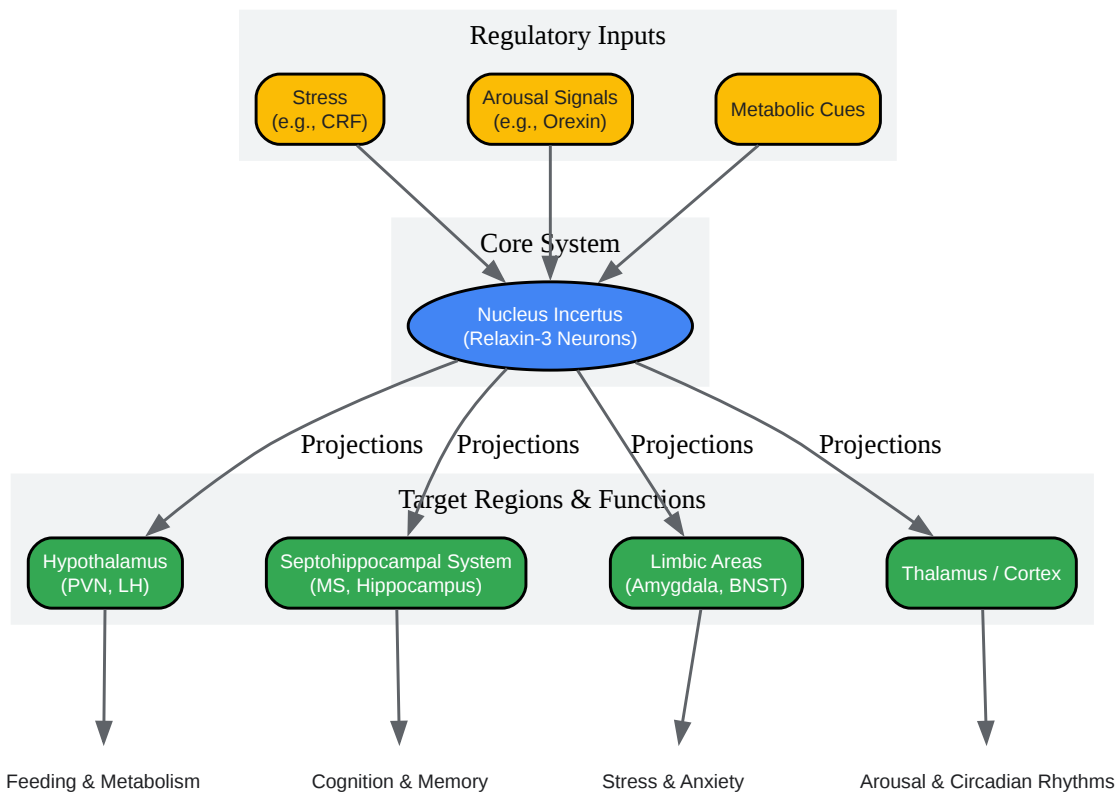 Regulatory Inputs
Stress
(e.g., CRF)
Arousal Signals
(e.g., Orexin)
Metabolic Cues
Core System
Nucleus Incertus
(Relaxin-3 Neurons)
Projections
Projections
Projections
Projections
Target Regions & Functions
Hypothalamus
(PVN, LH)
Septohippocampal System
(MS, Hippocampus)
Limbic Areas
(Amygdala, BNST)
Thalamus / Cortex
Feeding & Metabolism
Cognition & Memory
Stress & Anxiety
Arousal & Circadian Rhythms